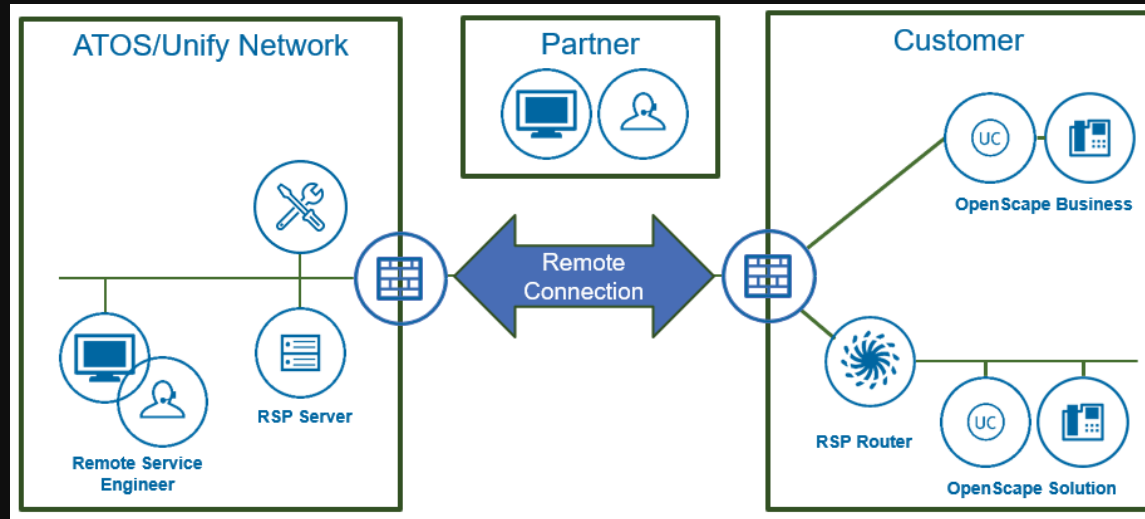 ATOS/Unify Network
Partner
Customer
UC
OpenScape Business
Remote
Connection
RSP Server
Remote Service
Engineer
RSP Router
UC
OpenScape Solution